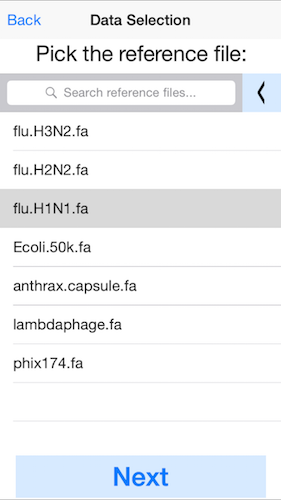 Back Data Selection
Pick the reference file:
Search reference files...
flu.H3N2.fa
flu.H2N2.fa
flu.H1N1.fa
Ecoli.50k.fa
anthrax.capsule.fa
lambdaphage.fa
phix174.fa
Next